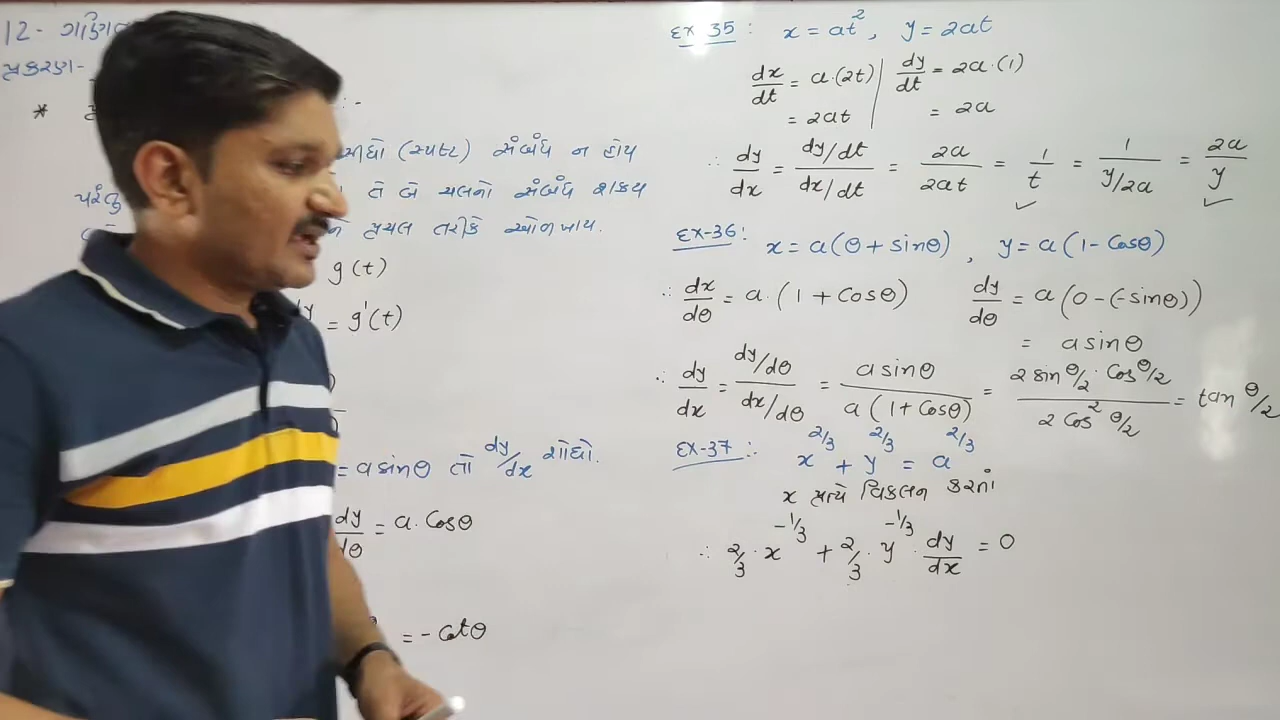 12 - ગણિત
પ્રકરણ-
*
સીધો (સ્પષ્ટ) સંબંધ ન હોય
પરંતુ તે બે ચલનો સંબંધ શક્ય
પ્રચલ તરીકે ઓળખાય.
g(t)
= g'(t)
= a sinθ તો dy/dx શોધો.
dy/dθ = a. Cosθ
= - Cotθ
Ex 35 : x = at², y = 2at
dx/dt = a.(2t) | dy/dt = 2a.(1)
= 2at | = 2a
∴ dy/dx = (dy/dt)/(dx/dt) = 2a/2at = 1/t = 1/(y/2a) = 2a/y
Ex-36: x = a(θ + sinθ), y = a(1 - Cosθ)
∴ dx/dθ = a.(1 + Cosθ) dy/dθ = a(0-(-sinθ))
= a sinθ
∴ dy/dx = (dy/dθ)/(dx/dθ) = a sinθ/a(1+Cosθ) = 2 sin θ/2 . Cos θ/2 / 2 Cos² θ/2 = tan θ/2
Ex-37 : x^2/3 + y^2/3 = a^2/3
x પ્રત્યે વિકલન કરતાં
∴ 2/3 . x^-1/3 + 2/3 . y^-1/3 . dy/dx = 0